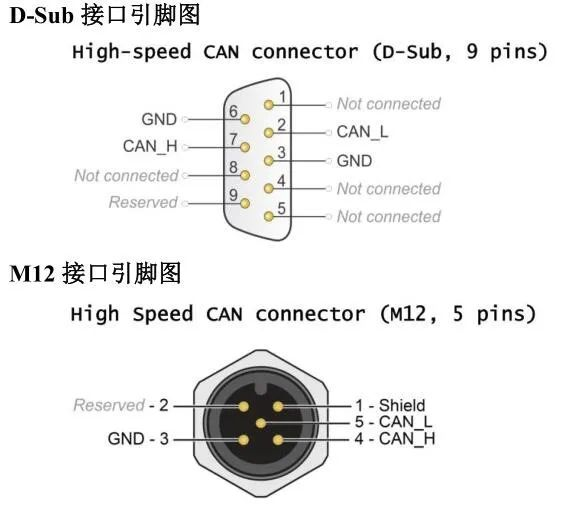 D-Sub 接口引脚图
High-speed CAN connector (D-Sub, 9 pins)
1 Not connected
GND 6
2 CAN_L
CAN_H 7
3 GND
Not connected 8
4 Not connected
Reserved 9
5 Not connected
M12 接口引脚图
High Speed CAN connector (M12, 5 pins)
Reserved - 2
1 - Shield
5 - CAN_L
GND - 3
4 - CAN_H